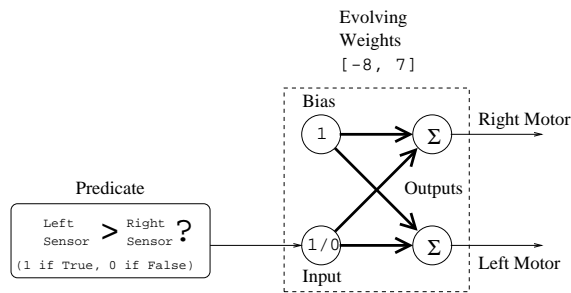 Evolving
Weights
[-8, 7]
Bias
1
Σ
Right Motor
Predicate
Outputs
Left
Sensor
>
Right
Sensor
?
(1 if True, 0 if False)
1/0
Σ
Input
Left Motor